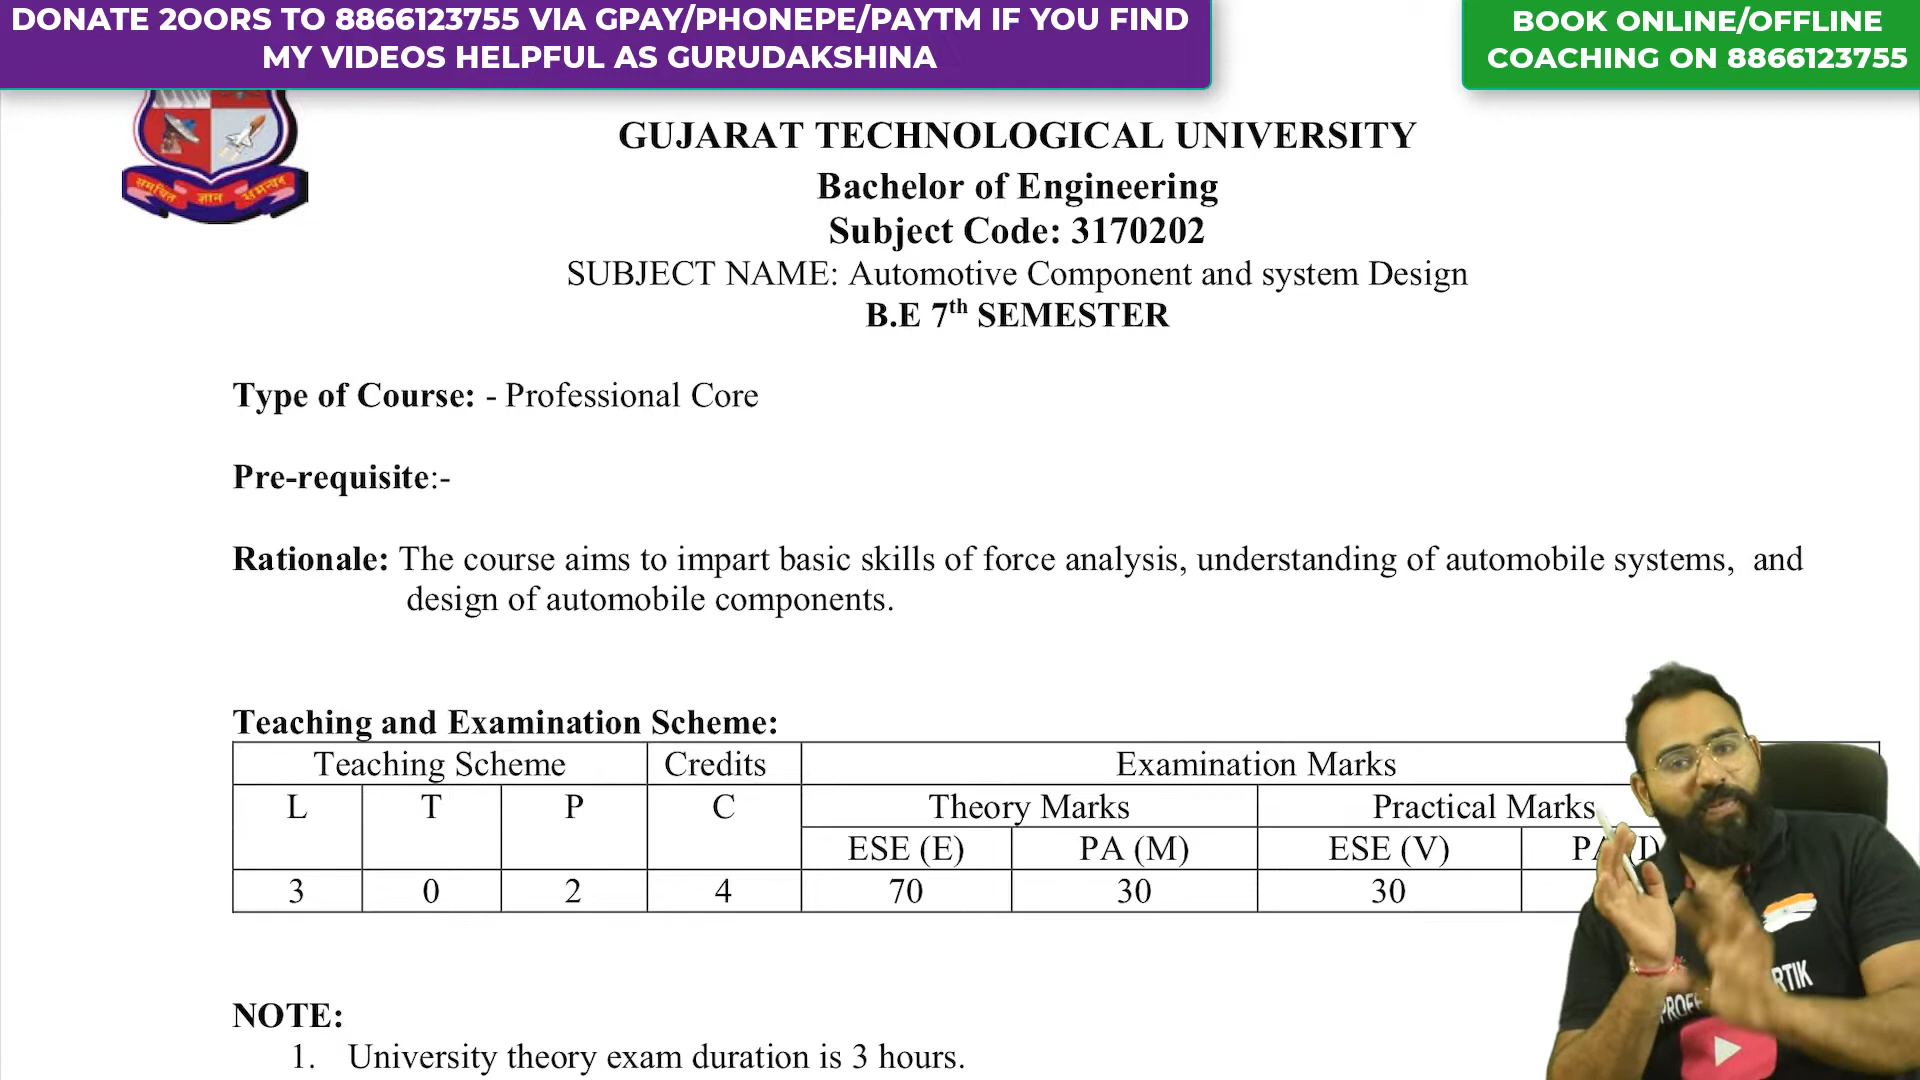 DONATE 2OORS TO 8866123755 VIA GPAY/PHONEPE/PAYTM IF YOU FIND
MY VIDEOS HELPFUL AS GURUDAKSHINA
BOOK ONLINE/OFFLINE
COACHING ON 8866123755
समचित ज्ञान समन्वद
GUJARAT TECHNOLOGICAL UNIVERSITY
Bachelor of Engineering
Subject Code: 3170202
SUBJECT NAME: Automotive Component and system Design
B.E 7th SEMESTER
Type of Course: - Professional Core
Pre-requisite:-
Rationale: The course aims to impart basic skills of force analysis, understanding of automobile systems, and
design of automobile components.
Teaching and Examination Scheme:
Teaching Scheme Credits Examination Marks
L T P C Theory Marks Practical Marks
ESE (E) PA (M) ESE (V) PA (I)
3 0 2 4 70 30 30
NOTE:
1. University theory exam duration is 3 hours.